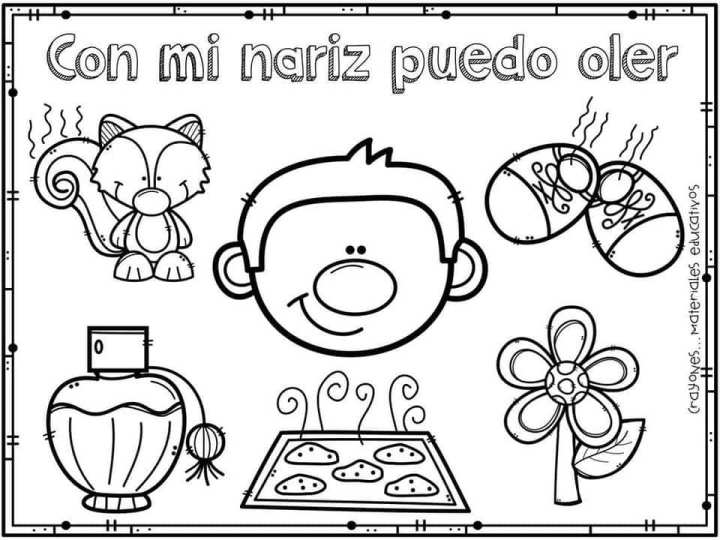 Con mi nariz puedo oler
Crayones... Materiales educativos